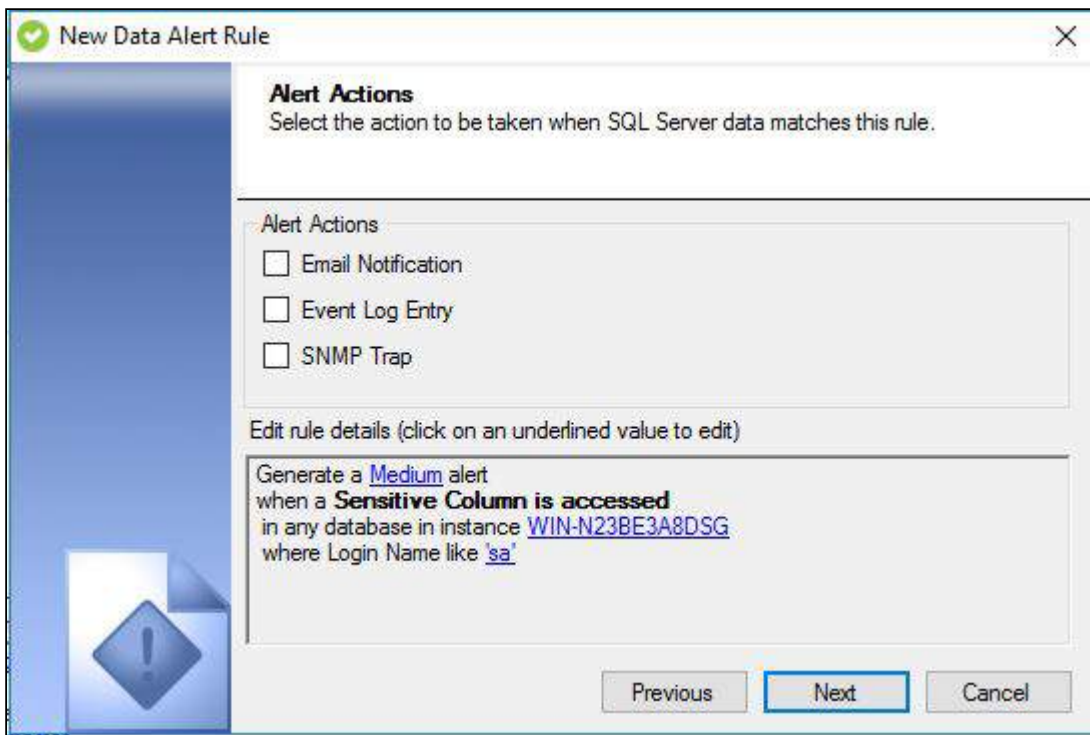 New Data Alert Rule
Alert Actions
Select the action to be taken when SQL Server data matches this rule.
Alert Actions
Email Notification
Event Log Entry
SNMP Trap
Edit rule details (click on an underlined value to edit)
Generate a Medium alert
when a Sensitive Column is accessed
in any database in instance WIN-N23BE3A8DSG
where Login Name like 'sa'
Previous Next Cancel